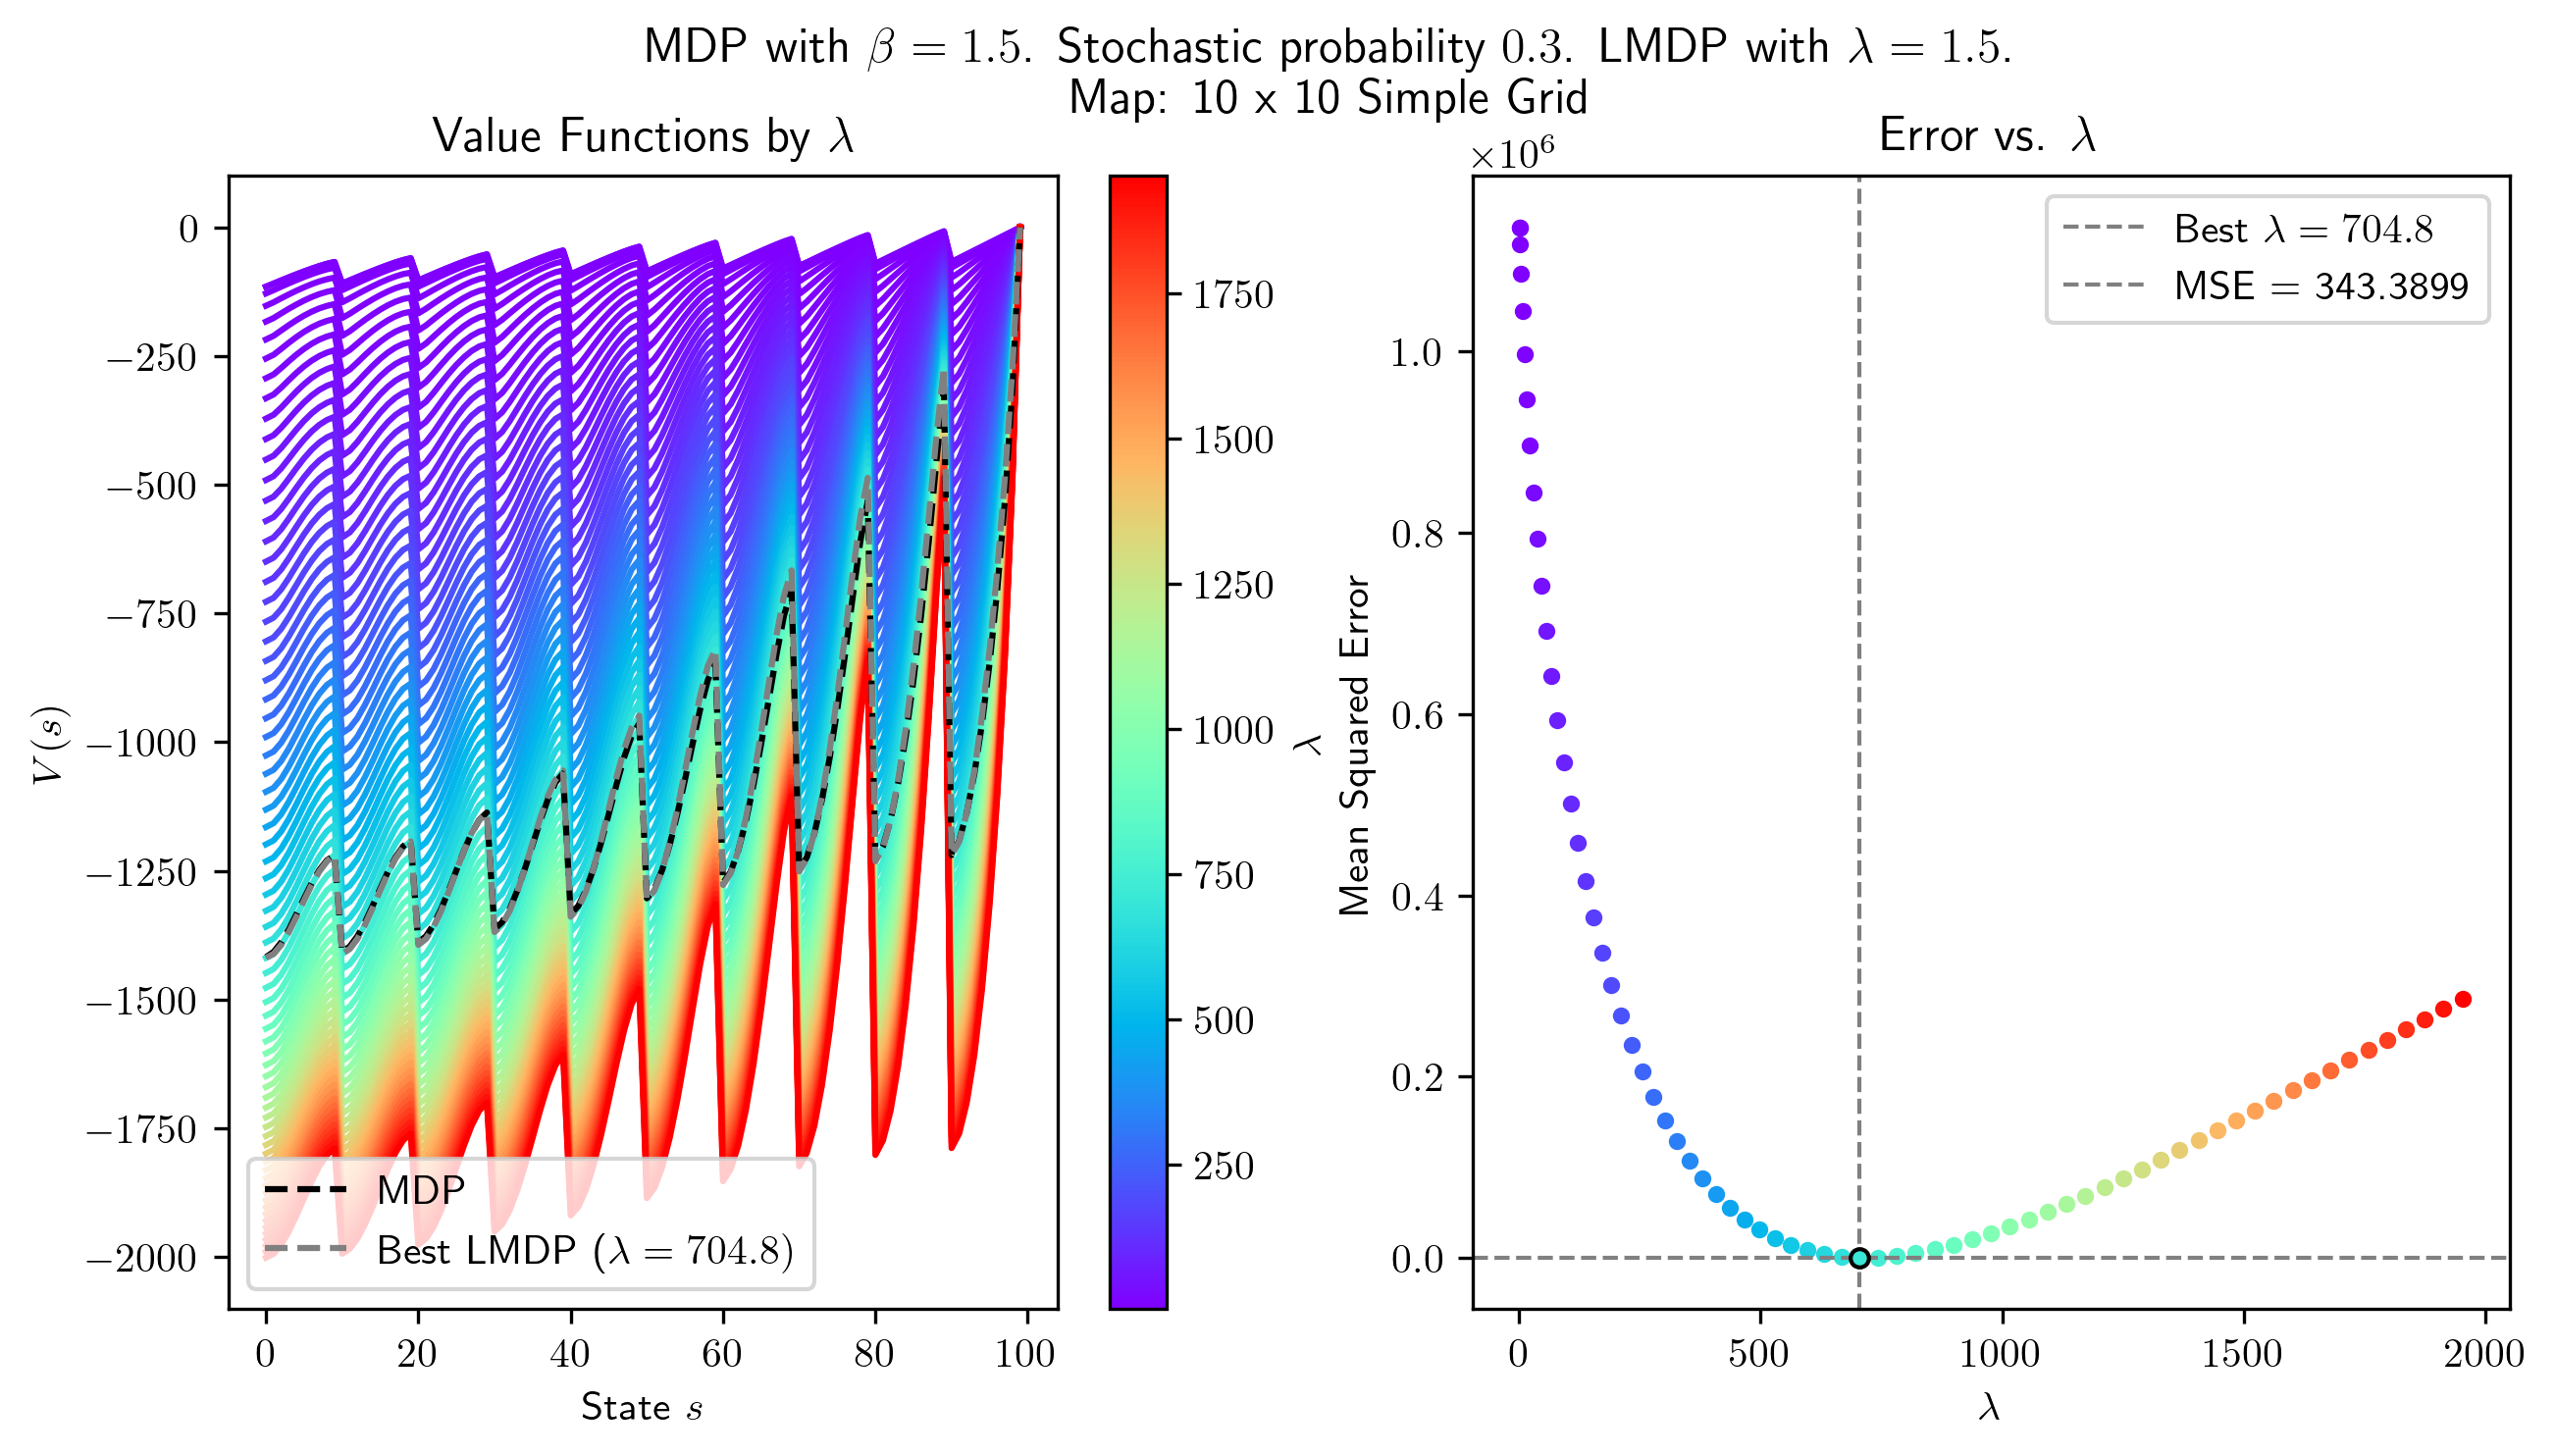 MDP with β = 1.5. Stochastic probability 0.3. LMDP with λ = 1.5.
Map: 10 x 10 Simple Grid
Value Functions by λ
0
−250
−500
−750
−1000
−1250
−1500
−1750
−2000
V(s)
0
20
40
60
80
100
State s
MDP
Best LMDP (λ = 704.8)
1750
1500
1250
1000
750
500
250
λ
Error vs. λ
×10⁶
1.0
0.8
0.6
0.4
0.2
0.0
Mean Squared Error
0
500
1000
1500
2000
λ
Best λ = 704.8
MSE = 343.3899